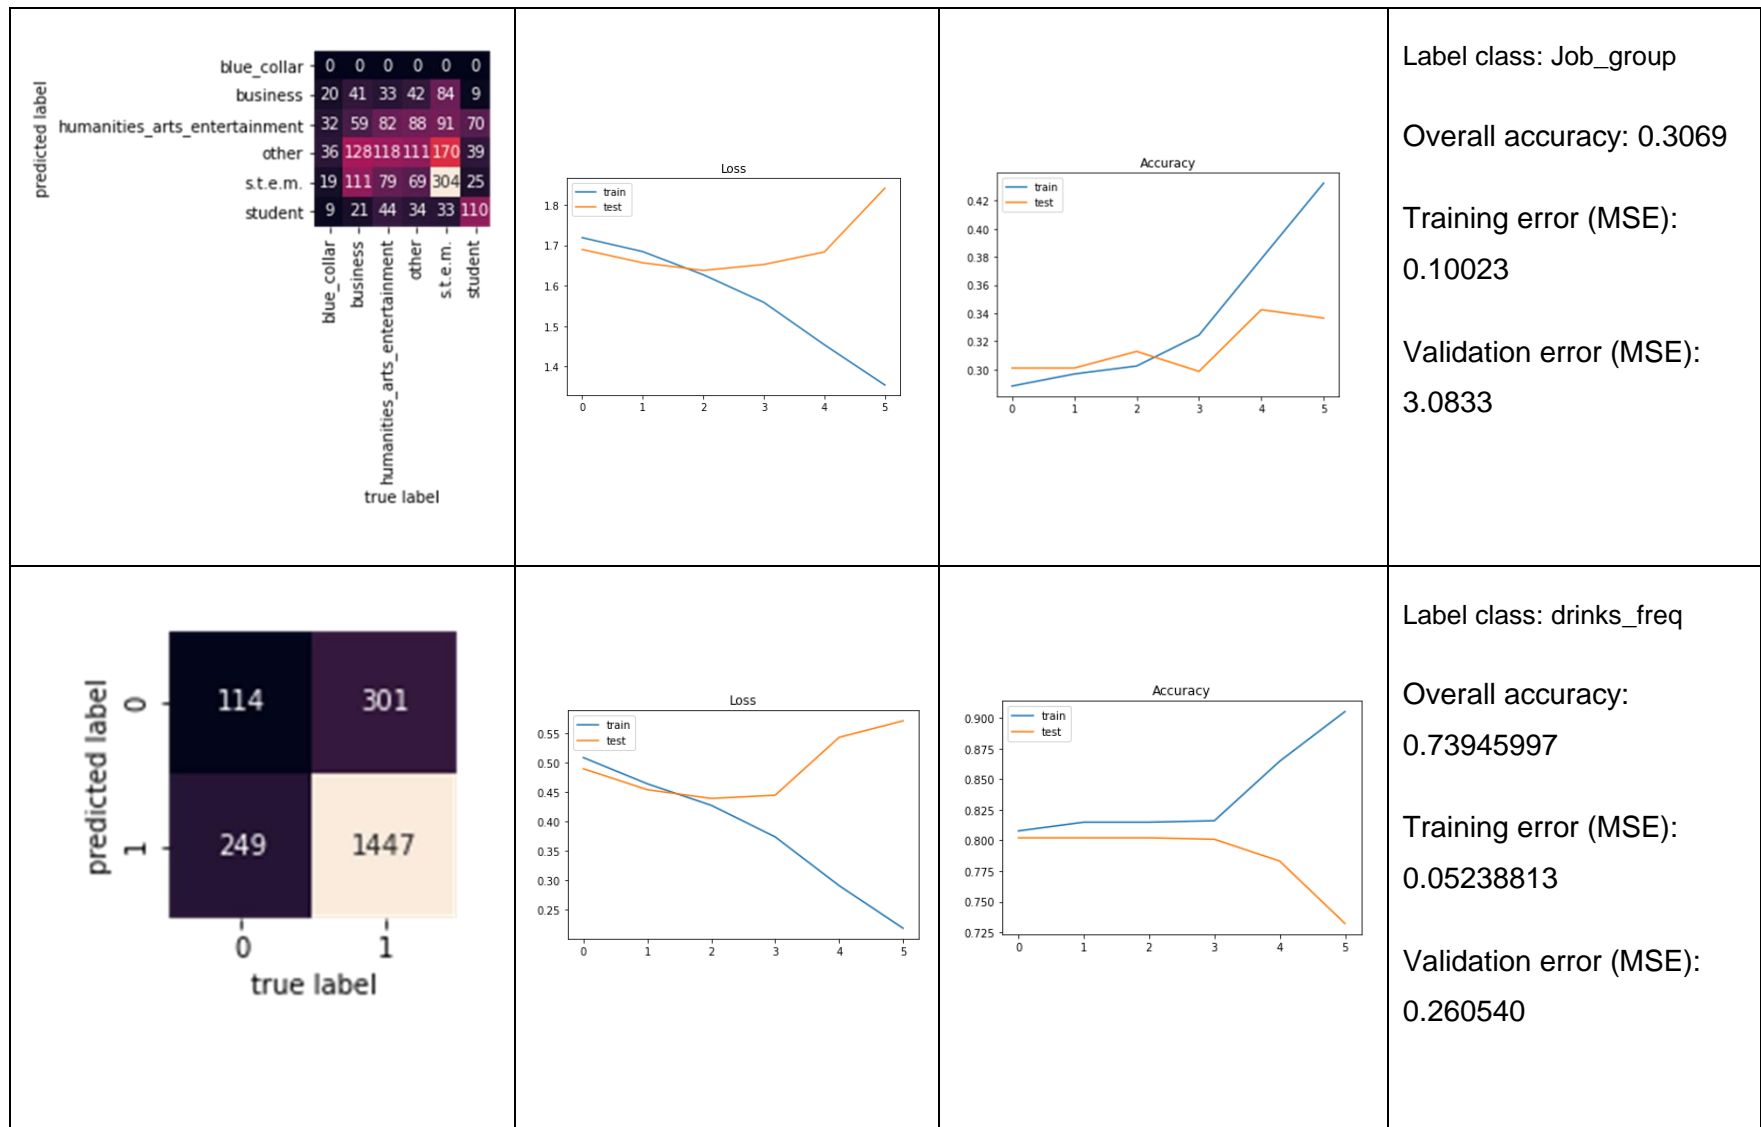 predicted label
blue_collar 0 0 0 0 0 0
business 20 41 33 42 84 9
humanities_arts_entertainment 32 59 82 88 91 70
other 36 128 118 111 170 39
s.t.e.m. 19 111 79 69 304 25
student 9 21 44 34 33 110
blue_collar
business
humanities_arts_entertainment
other
s.t.e.m.
student
true label
Loss
train
test
1.8
1.7
1.6
1.5
1.4
0 1 2 3 4 5
Accuracy
train
test
0.42
0.40
0.38
0.36
0.34
0.32
0.30
0 1 2 3 4 5
Label class: Job_group
Overall accuracy: 0.3069
Training error (MSE):
0.10023
Validation error (MSE):
3.0833
predicted label
0 114 301
1 249 1447
0 1
true label
Loss
train
test
0.55
0.50
0.45
0.40
0.35
0.30
0.25
0 1 2 3 4 5
Accuracy
train
test
0.900
0.875
0.850
0.825
0.800
0.775
0.750
0.725
0 1 2 3 4 5
Label class: drinks_freq
Overall accuracy:
0.73945997
Training error (MSE):
0.05238813
Validation error (MSE):
0.260540